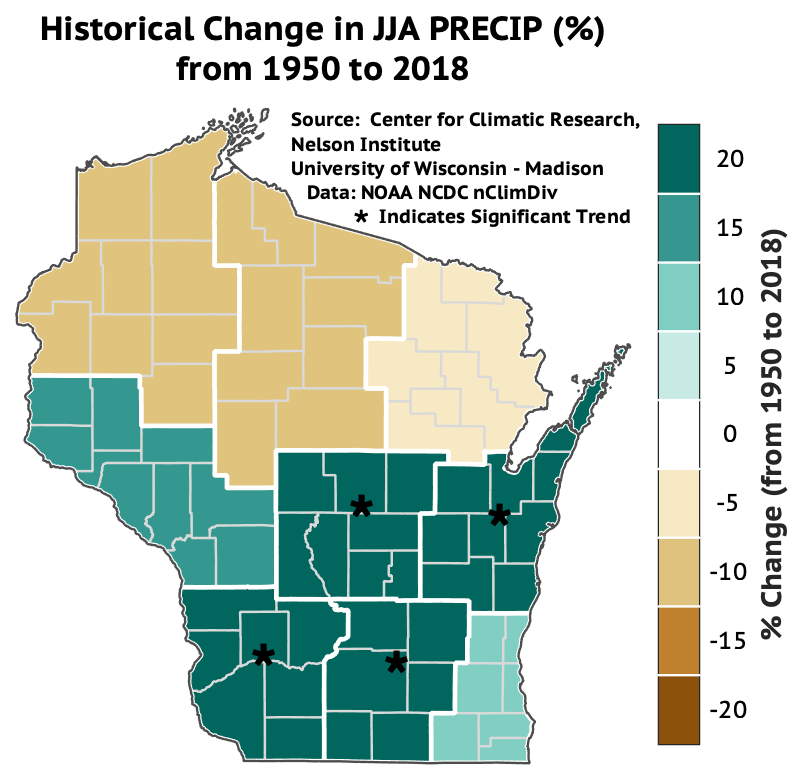 Historical Change in JJA PRECIP (%)
from 1950 to 2018
Source: Center for Climatic Research,
Nelson Institute
University of Wisconsin - Madison
Data: NOAA NCDC nClimDiv
* Indicates Significant Trend
20
15
10
5
0
-5
-10
-15
-20
% Change (from 1950 to 2018)